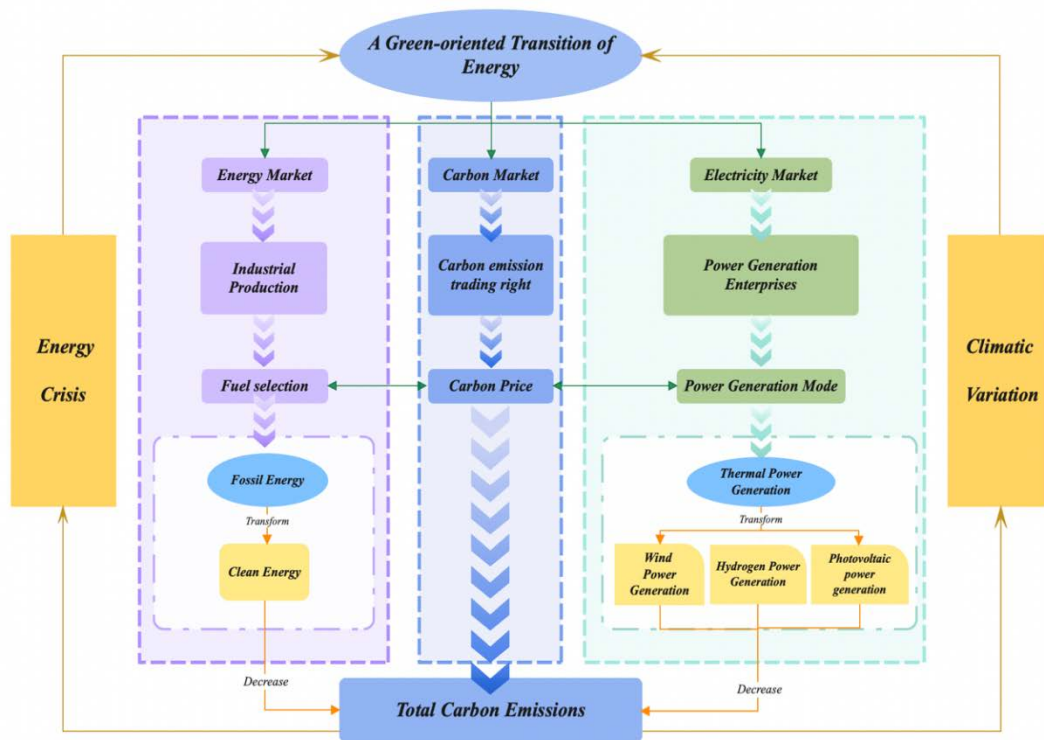 A Green-oriented Transition of
Energy
Energy Market
Carbon Market
Electricity Market
Industrial
Production
Carbon emission
trading right
Power Generation
Enterprises
Energy
Crisis
Climatic
Variation
Fuel selection
Carbon Price
Power Generation Mode
Fossil Energy
Thermal Power
Generation
Transform
Transform
Clean Energy
Wind
Power
Generation
Hydrogen Power
Generation
Photovoltaic
power
generation
Decrease
Decrease
Total Carbon Emissions